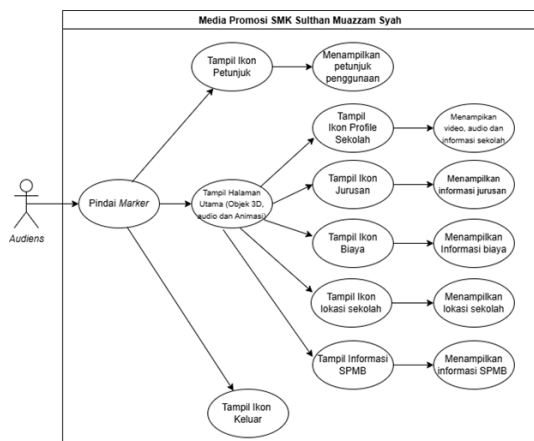 Media Promosi SMK Sulthan Muazzam Syah
Tampil Ikon
Petunjuk
Menampilkan
petunjuk
penggunaan
Tampil
Ikon Profile
Sekolah
Menampikan
video, audio dan
informasi sekolah
Audiens
Pindai Marker
Tampil Halaman
Utama (Objek 3D,
audio dan Animasi)
Tampil Ikon
Jurusan
Menampilkan
informasi jurusan
Tampil Ikon
Biaya
Menampilkan
Informasi biaya
Tampil Ikon
lokasi sekolah
Menampilkan
lokasi sekolah
Tampil Informasi
SPMB
Menampilkan
informasi SPMB
Tampil Ikon
Keluar